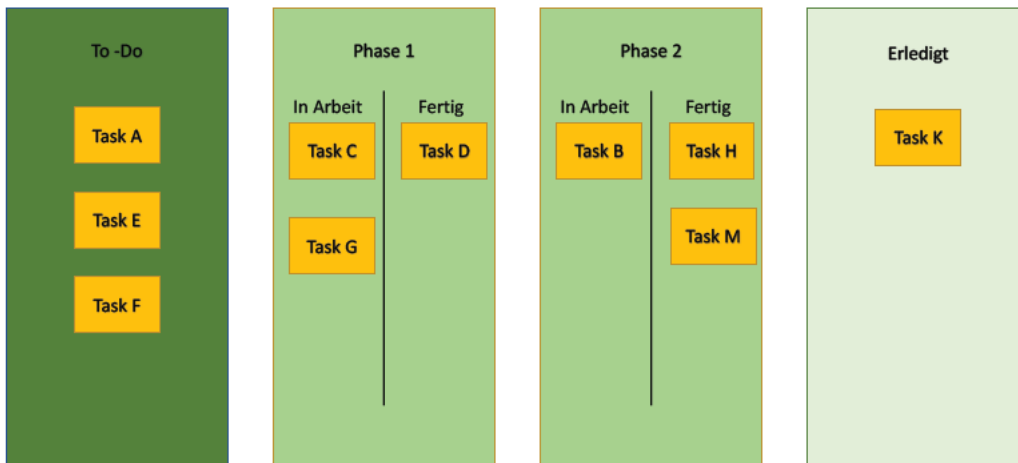 To -Do
Task A
Task E
Task F
Phase 1
In Arbeit
Task C
Task G
Fertig
Task D
Phase 2
In Arbeit
Task B
Fertig
Task H
Task M
Erledigt
Task K